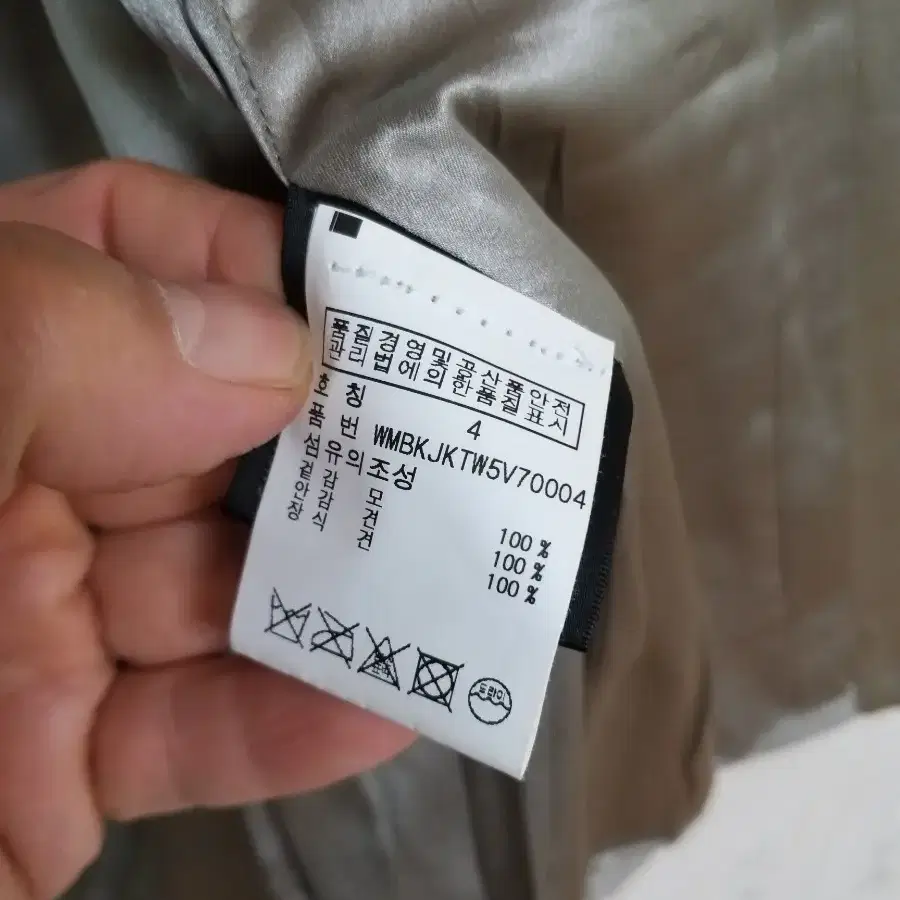 품질경영및공산품안전
관리법에의한품질표시
호 칭 4
품 번 WMBKJKTW5V70004
섬유의조성
겉감 모 100%
안감 견 100%
장식 견 100%
드라이